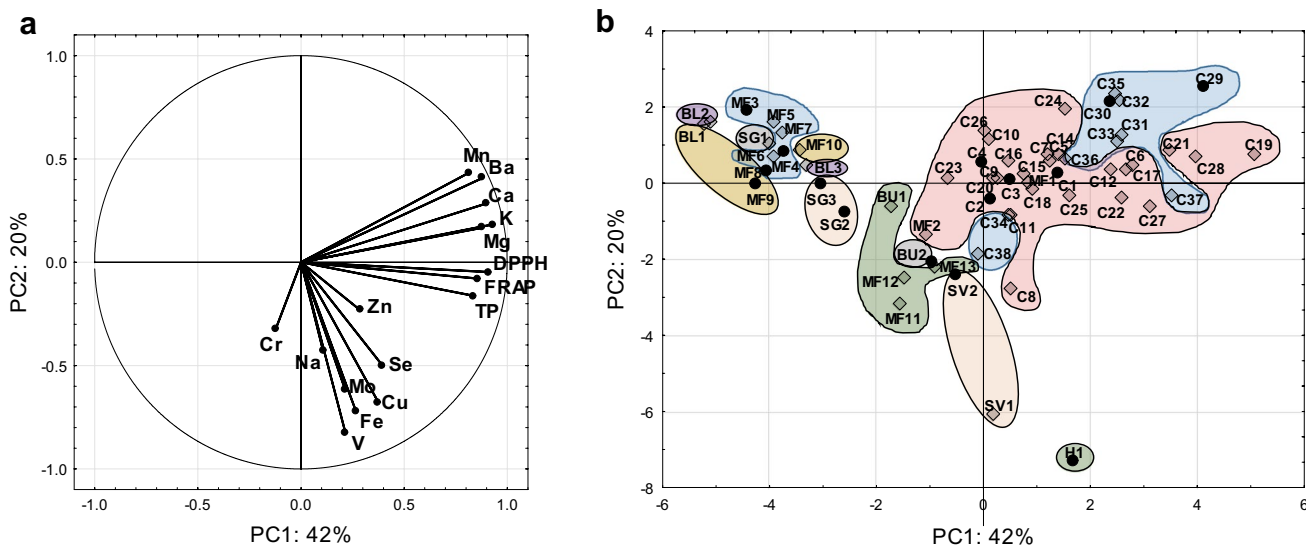 a
1.0
0.5
0.0
-0.5
-1.0
PC2: 20%
Mn
Ba
Ca
K
Mg
DPPH
FRAP
TP
Zn
Cr
Na
Se
Mo
Cu
Fe
V
-1.0 -0.5 0.0 0.5 1.0
PC1: 42%
b
4
2
0
-2
-4
-6
-8
PC2: 20%
BL2
BL1
MF3
MF5
MF7
SG1
MF6
MF4
MF10
MF8
BL3
MF9
SG3
SG2
BU1
MF2
BU2
MF13
MF12
MF11
SV2
SV1
H1
C35
C29
C24
C30
C32
C26
C10
C33
C31
C14
C4
C16
C7
C36
C6
C21
C19
C28
C23
C9
C15
C12
C17
C20
C3
MF1
C1
C2
C18
C25
C22
C27
C37
C34
C11
C38
C8
-6 -4 -2 0 2 4 6
PC1: 42%